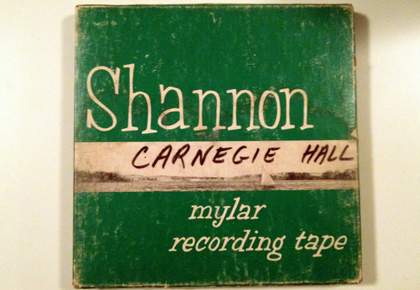 Shannon
CARNEGIE HALL
mylar
recording tape